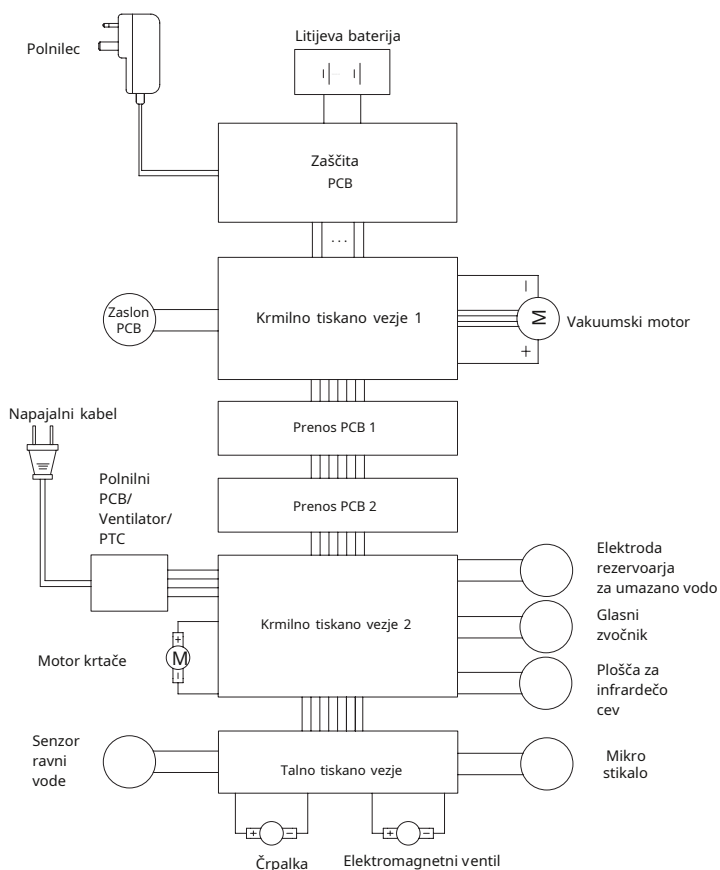 Polnilec
Litijeva baterija
Zaščita
PCB
...
Zaslon
PCB
Krmilno tiskano vezje 1
−
M
+
Vakuumski motor
Prenos PCB 1
Napajalni kabel
Polnilni
PCB/
Ventilator/
PTC
Prenos PCB 2
Elektroda
rezervoarja
za umazano vodo
Krmilno tiskano vezje 2
Glasni
zvočnik
+
M
−
Motor krtače
Plošča za
infrardečo
cev
Senzor
ravni
vode
Talno tiskano vezje
Mikro
stikalo
+ −
+ −
Črpalka
Elektromagnetni ventil